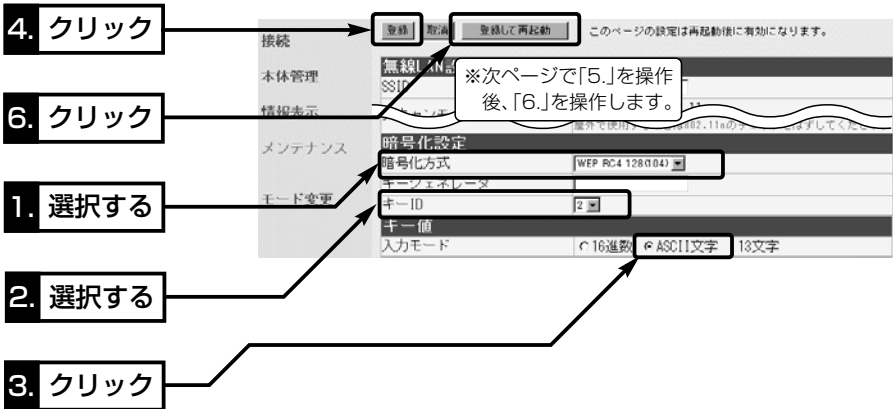 4. クリック
6. クリック
1. 選択する
2. 選択する
3. クリック
接続
本体管理
情報表示
メンテナンス
モード変更
登録 取消 登録して再起動 このページの設定は再起動後に有効になります。
無線LAN
SSID
※次ページで「5.」を操作
後、「6.」を操作します。
暗号化設定
暗号化方式 WEP RC4 128(104)
キージェネレータ
キーID 2
キー値
入力モード 16進数 ASCII文字 13文字